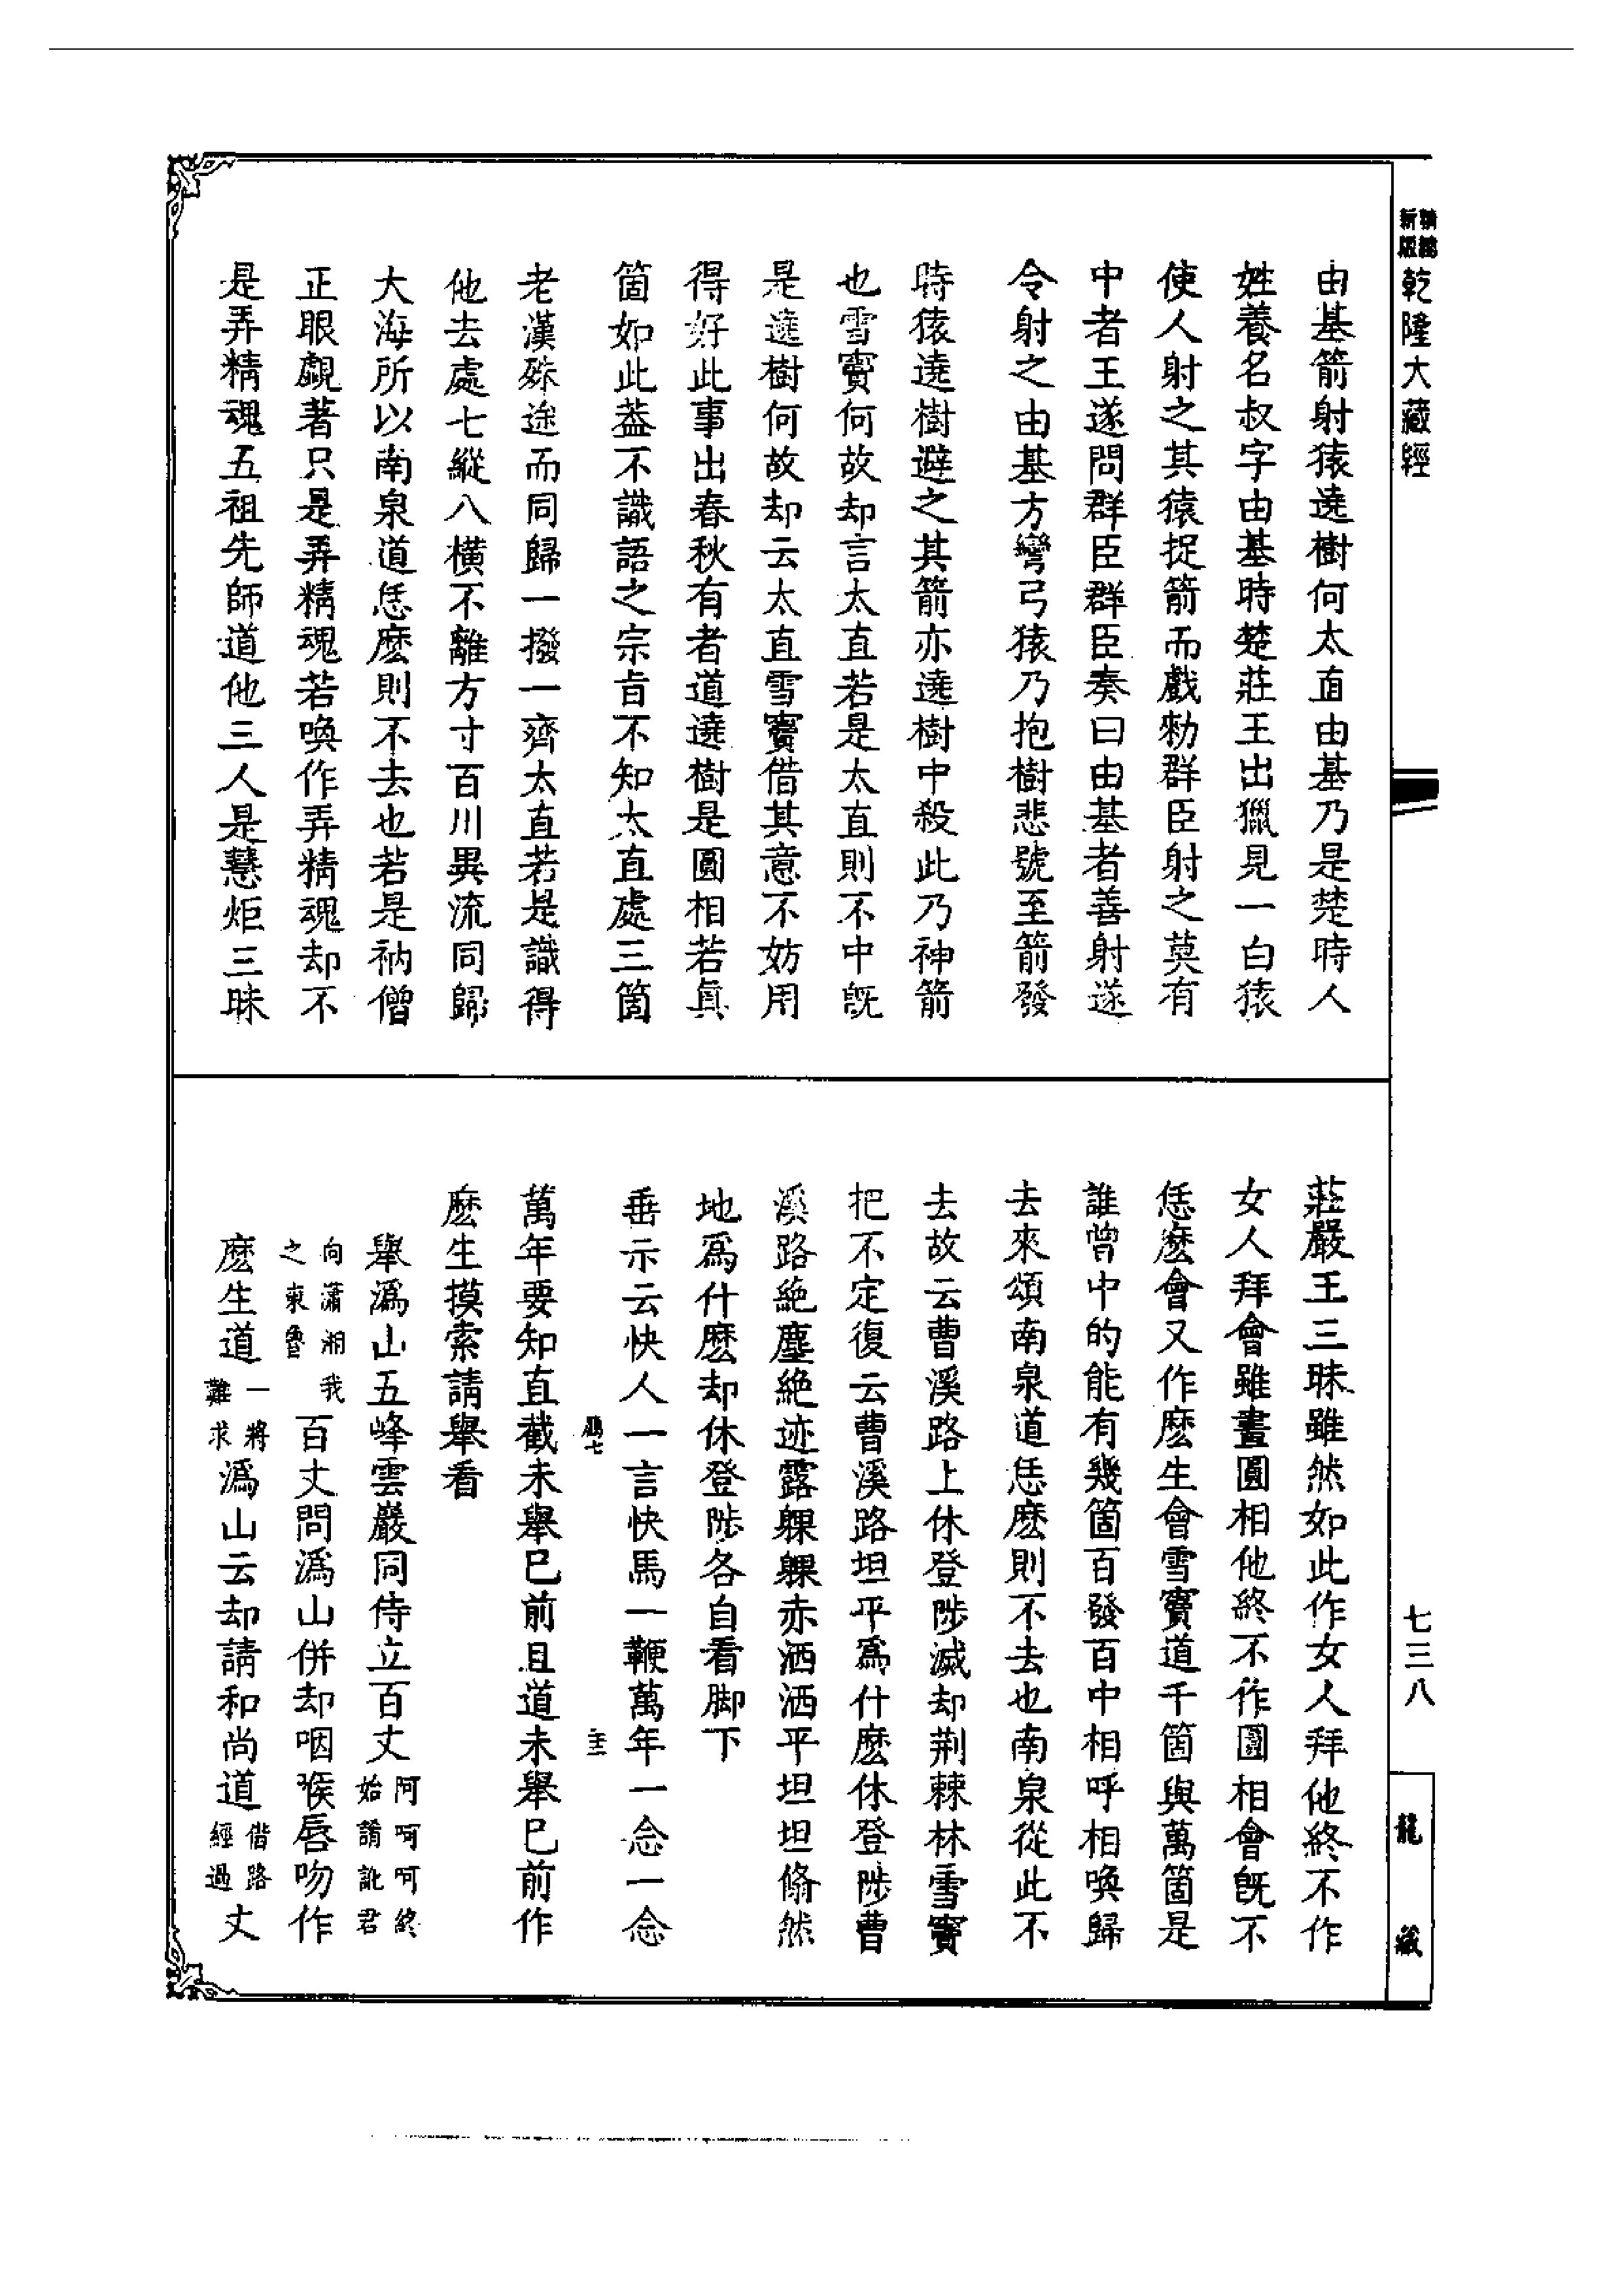 乾隆大藏經
由基箭射猿遶樹何太直由基乃是楚時人
姓養名叔字由基時楚莊王出獵見一白猿
使人射之其猿捉箭而戲勑群臣射之莫有
中者王遂問群臣群臣奏曰由基者善射遂
令射之由基方彎弓猿乃抱樹悲號至箭發
時猿遶樹避之其箭亦遶樹中殺此乃神箭
也雪竇何故却言太直若是太直則不中旣
是遶樹何故却云太直雪竇借其意不妨用
得好此事出春秋有者道遶樹是圓相若眞
箇如此葢不識語之宗旨不知太直處三箇
老漢殊途而同歸一撥一齊太直若是識得
他去處七縱八橫不離方寸百川異流同歸
大海所以南泉道恁麽則不去也若是衲僧
正眼覷著只是弄精魂若喚作弄精魂却不
是弄精魂五祖先師道他三人是慧炬三昧
莊嚴王三昧雖然如此作女人拜他終不作
女人拜會雖畫圓相他終不作圓相會旣不
恁麽會又作麽生會雪竇道千箇與萬箇是
誰曾中的能有幾箇百發百中相呼相喚歸
去來頌南泉道恁麽則不去也南泉從此不
去故云曹溪路上休登陟滅却荆棘林雪竇
把不定復云曹溪路坦平爲什麽休登陟曹
溪路絶塵絶迹露躶躶赤洒洒平坦坦翛然
地爲什麽却休登陟各自看脚下
垂示云快人一言快馬一鞭萬年一念一念
萬年要知直截未舉已前且道未舉已前作
麽生摸索請舉看
舉潙山五峰雲巖同侍立百丈阿呵呵終始誵訛君
向瀟湘我之東魯百丈問潙山併却咽喉唇吻作
麽生道一將難求潙山云却請和尚道借路經過丈
七三八
龍藏